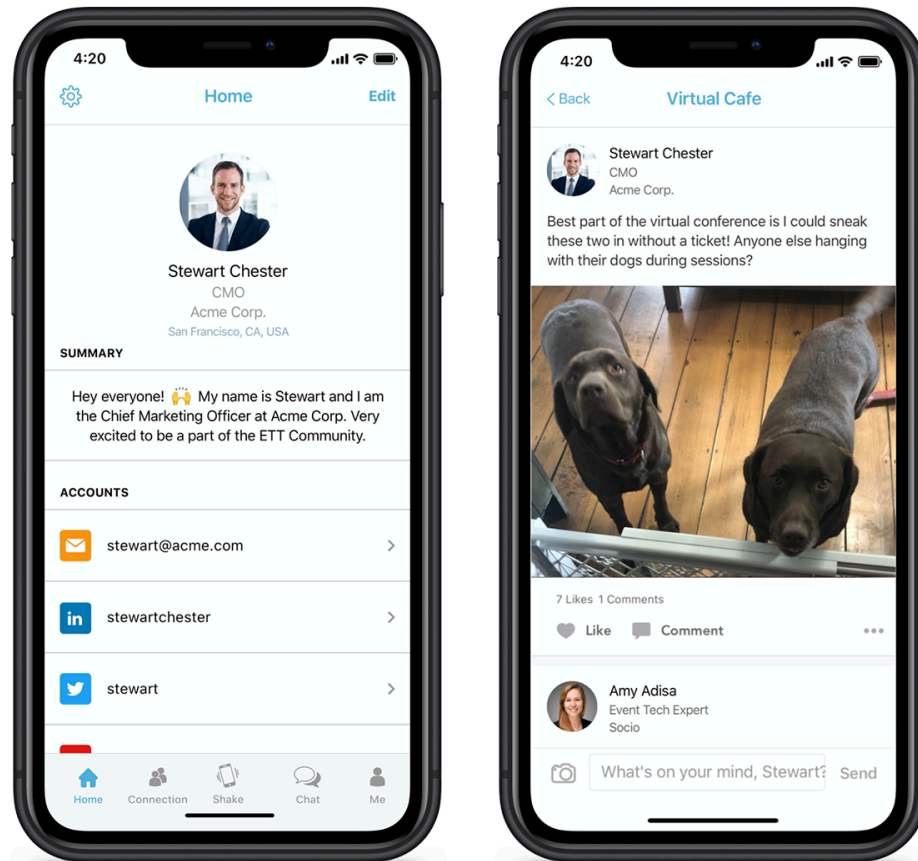 4:20
Home
Edit
Stewart Chester
CMO
Acme Corp.
San Francisco, CA, USA
SUMMARY
Hey everyone! 🙌 My name is Stewart and I am
the Chief Marketing Officer at Acme Corp. Very
excited to be a part of the ETT Community.
ACCOUNTS
stewart@acme.com
in
stewartchester
stewart
Home
Connection
Shake
Chat
Me
4:20
< Back
Virtual Cafe
Stewart Chester
CMO
Acme Corp.
Best part of the virtual conference is I could sneak
these two in without a ticket! Anyone else hanging
with their dogs during sessions?
7 Likes 1 Comments
Like
Comment
Amy Adisa
Event Tech Expert
Socio
What's on your mind, Stewart?
Send